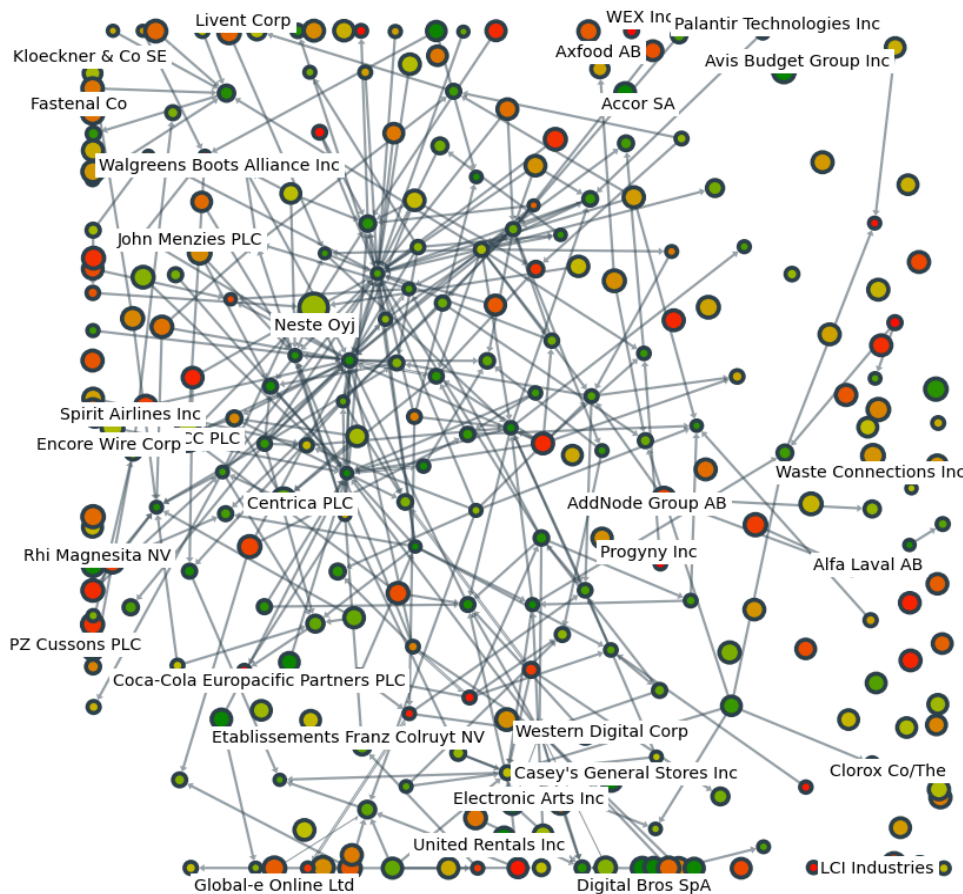 Livent Corp
WEX Inc
Palantir Technologies Inc
Kloeckner & Co SE
Axfood AB
Avis Budget Group Inc
Fastenal Co
Accor SA
Walgreens Boots Alliance Inc
John Menzies PLC
Neste Oyj
Spirit Airlines Inc
Encore Wire Corp
CC PLC
Waste Connections Inc
Centrica PLC
AddNode Group AB
Rhi Magnesita NV
Progyny Inc
Alfa Laval AB
PZ Cussons PLC
Coca-Cola Europacific Partners PLC
Etablissements Franz Colruyt NV
Western Digital Corp
Casey's General Stores Inc
Clorox Co/The
Electronic Arts Inc
United Rentals Inc
Global-e Online Ltd
Digital Bros SpA
LCI Industries